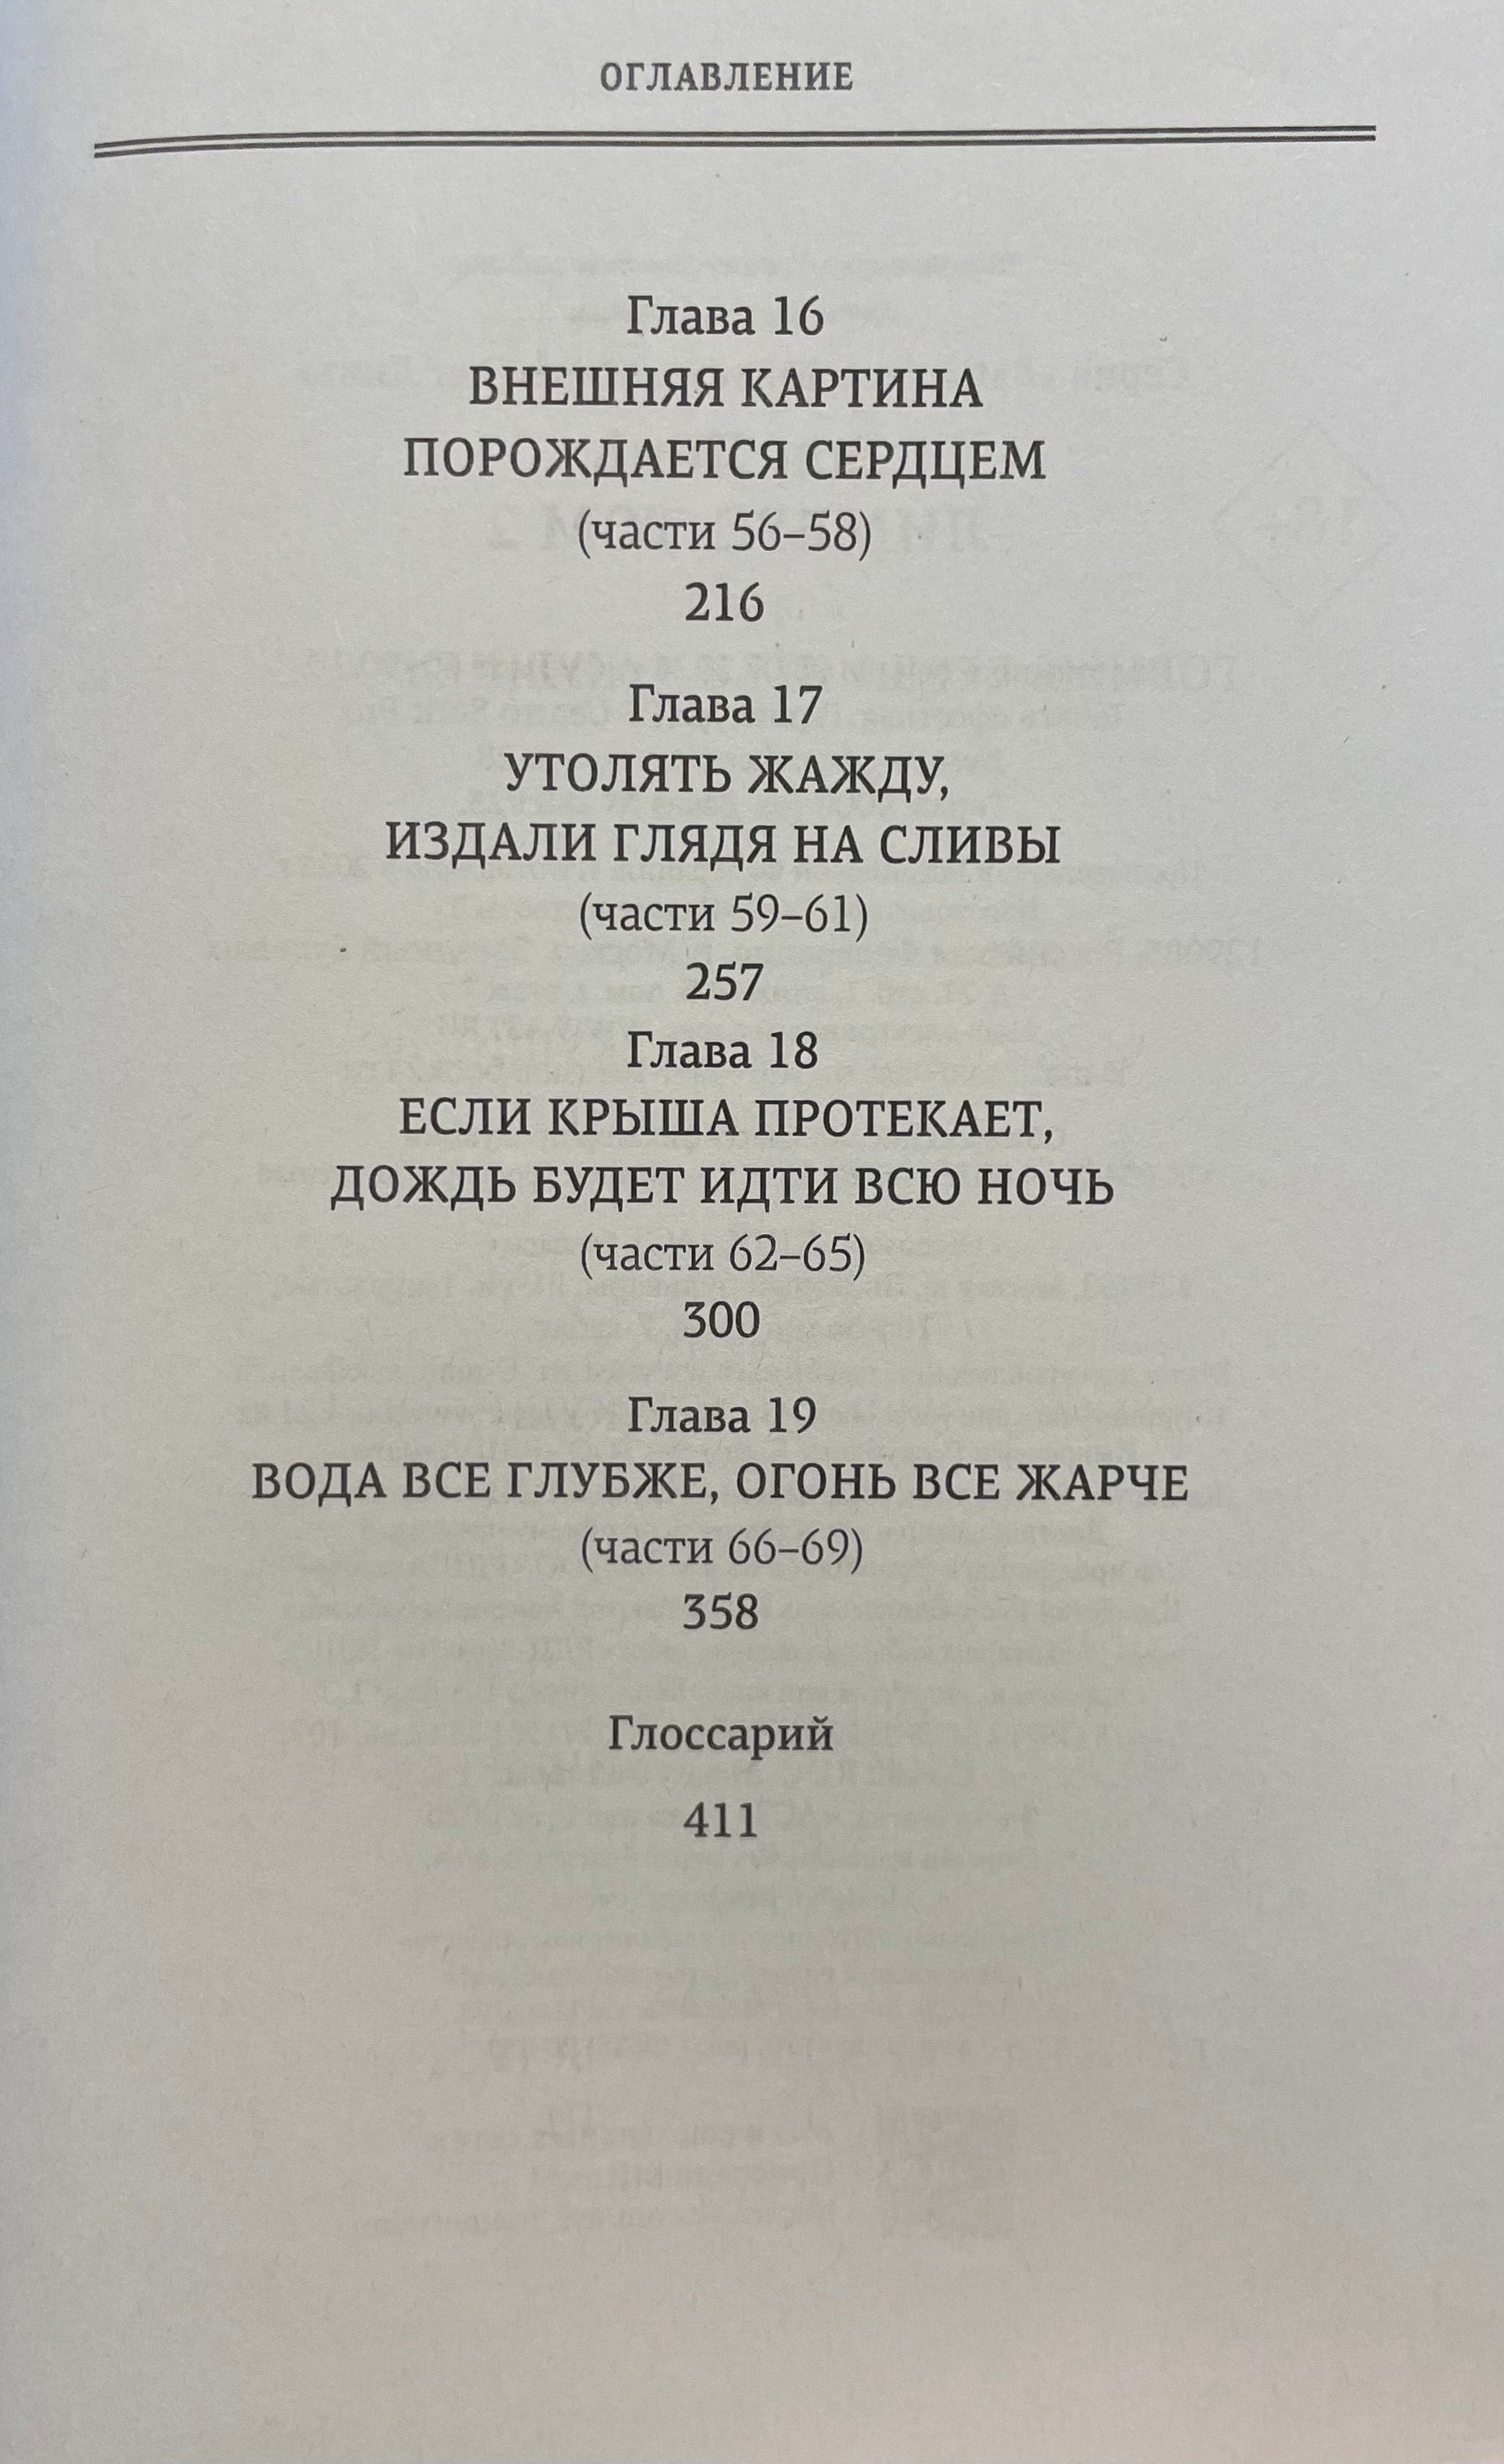 ОГЛАВЛЕНИЕ
Глава 16
ВНЕШНЯЯ КАРТИНА
ПОРОЖДАЕТСЯ СЕРДЦЕМ
(части 56–58)
216
Глава 17
УТОЛЯТЬ ЖАЖДУ,
ИЗДАЛИ ГЛЯДЯ НА СЛИВЫ
(части 59–61)
257
Глава 18
ЕСЛИ КРЫША ПРОТЕКАЕТ,
ДОЖДЬ БУДЕТ ИДТИ ВСЮ НОЧЬ
(части 62–65)
300
Глава 19
ВОДА ВСЕ ГЛУБЖЕ, ОГОНЬ ВСЕ ЖАРЧЕ
(части 66–69)
358
Глоссарий
411